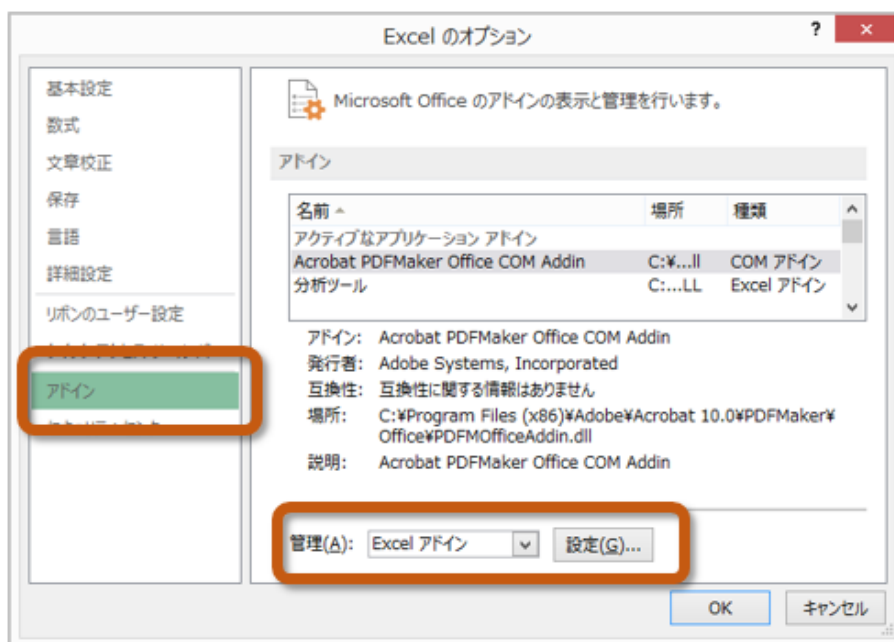 Excel のオプション
?
×
基本設定
数式
文章校正
保存
言語
詳細設定
リボンのユーザー設定
アドイン
Microsoft Office のアドインの表示と管理を行います。
アドイン
名前 場所 種類
アクティブなアプリケーション アドイン
Acrobat PDFMaker Office COM Addin C:¥...ll COM アドイン
分析ツール C:...LL Excel アドイン
アドイン: Acrobat PDFMaker Office COM Addin
発行者: Adobe Systems, Incorporated
互換性: 互換性に関する情報はありません
場所: C:¥Program Files (x86)¥Adobe¥Acrobat 10.0¥PDFMaker¥
Office¥PDFMOfficeAddin.dll
説明: Acrobat PDFMaker Office COM Addin
管理(A): Excel アドイン 設定(G)...
OK キャンセル